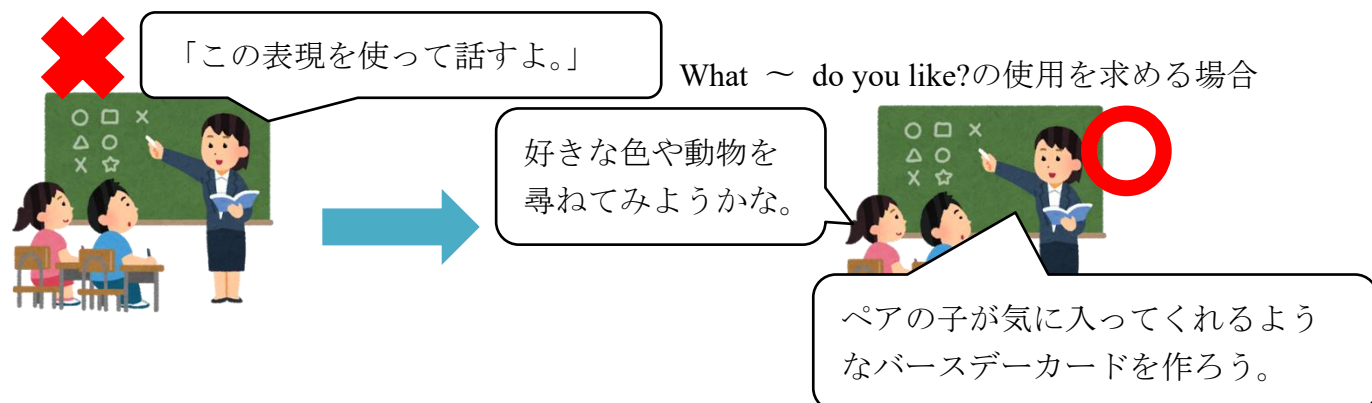 「この表現を使って話すよ。」
What ～ do you like?の使用を求める場合
好きな色や動物を
尋ねてみようかな。
ペアの子が気に入ってくれるよう
なバースデーカードを作ろう。